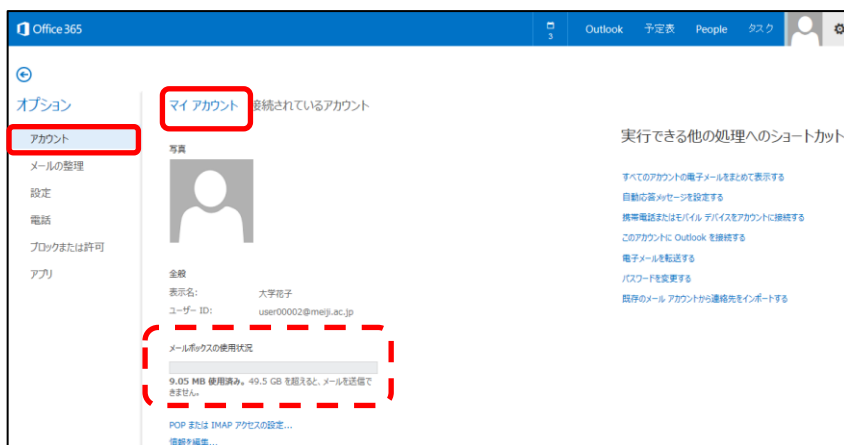 Office 365
3
Outlook 予定表 People タスク
オプション
アカウント
メールの整理
設定
電話
ブロックまたは許可
アプリ
マイ アカウント 接続されているアカウント
写真
全般
表示名: 大学花子
ユーザー ID: user00002@meiji.ac.jp
メールボックスの使用状況
9.05 MB 使用済み。49.5 GB を超えると、メールを送信で
きません。
POP または IMAP アクセスの設定...
情報を編集...
実行できる他の処理へのショートカット
すべてのアカウントの電子メールをまとめて表示する
自動応答メッセージを設定する
携帯電話またはモバイル デバイスをアカウントに接続する
このアカウントに Outlook を接続する
電子メールを転送する
パスワードを変更する
既存のメール アカウントから連絡先をインポートする